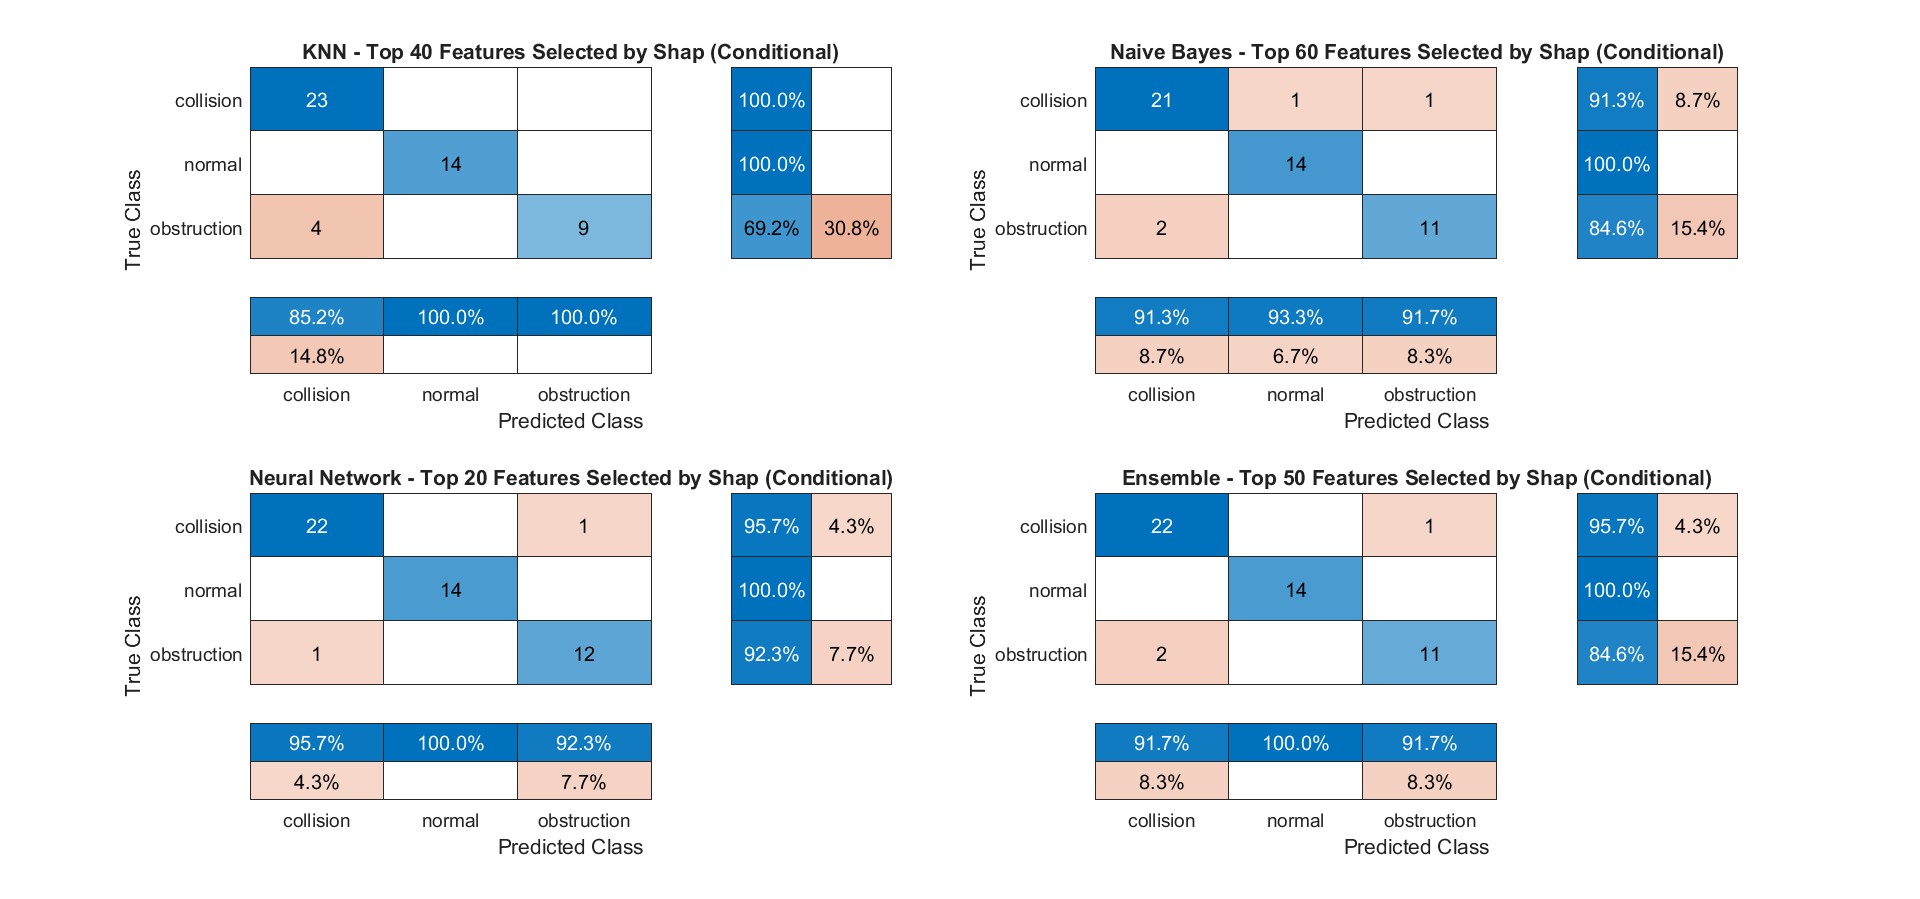 KNN - Top 40 Features Selected by Shap (Conditional)
True Class
collision 23 100.0%
normal 14 100.0%
obstruction 4 9 69.2% 30.8%
85.2% 100.0% 100.0%
14.8%
collision normal obstruction
Predicted Class
Naive Bayes - Top 60 Features Selected by Shap (Conditional)
True Class
collision 21 1 1 91.3% 8.7%
normal 14 100.0%
obstruction 2 11 84.6% 15.4%
91.3% 93.3% 91.7%
8.7% 6.7% 8.3%
collision normal obstruction
Predicted Class
Neural Network - Top 20 Features Selected by Shap (Conditional)
True Class
collision 22 1 95.7% 4.3%
normal 14 100.0%
obstruction 1 12 92.3% 7.7%
95.7% 100.0% 92.3%
4.3% 7.7%
collision normal obstruction
Predicted Class
Ensemble - Top 50 Features Selected by Shap (Conditional)
True Class
collision 22 1 95.7% 4.3%
normal 14 100.0%
obstruction 2 11 84.6% 15.4%
91.7% 100.0% 91.7%
8.3% 8.3%
collision normal obstruction
Predicted Class